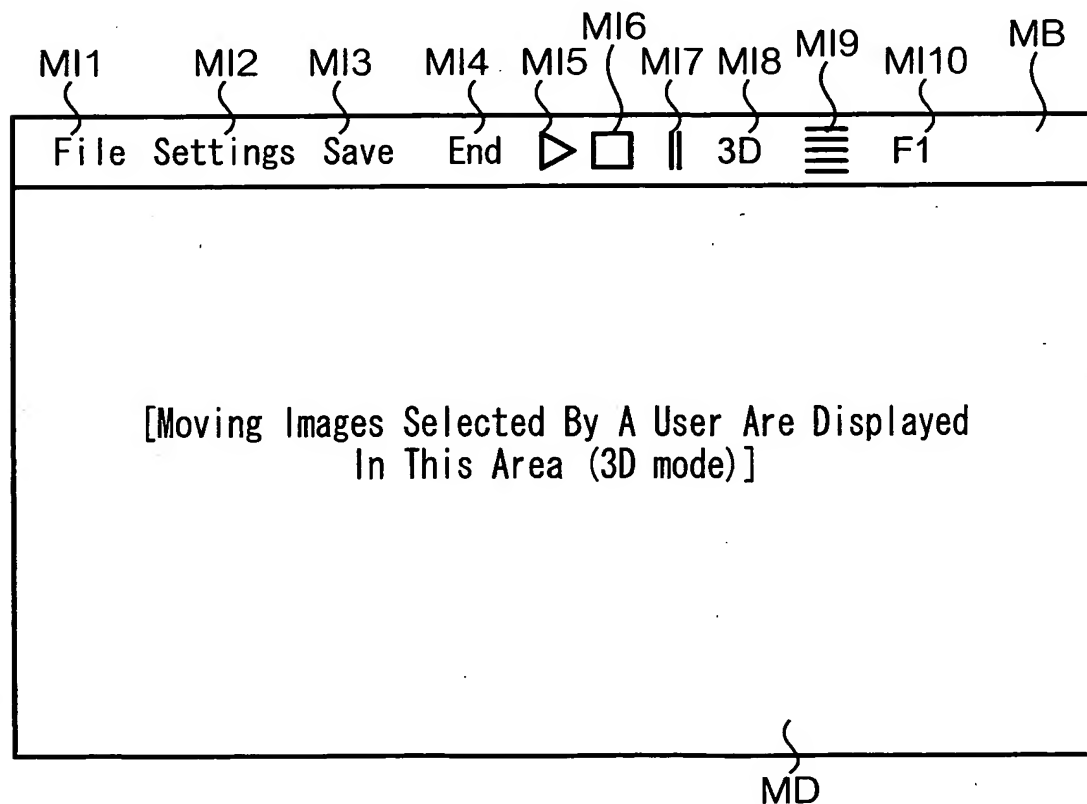 MI6
MI1 MI2 MI3 MI4 MI5 MI7 MI8 MI9 MI10 MB
File Settings Save End 3D F1
[Moving Images Selected By A User Are Displayed
In This Area (3D mode)]
MD